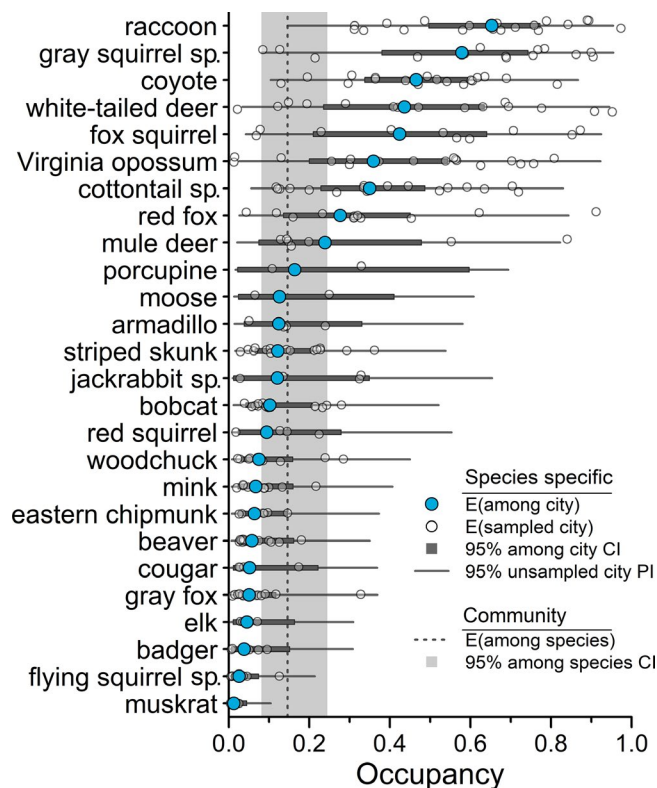 raccoon
gray squirrel sp.
coyote
white-tailed deer
fox squirrel
Virginia opossum
cottontail sp.
red fox
mule deer
porcupine
moose
armadillo
striped skunk
jackrabbit sp.
bobcat
red squirrel
woodchuck
mink
eastern chipmunk
beaver
cougar
gray fox
elk
badger
flying squirrel sp.
muskrat
Species specific
E(among city)
E(sampled city)
95% among city CI
95% unsampled city PI
Community
E(among species)
95% among species CI
0.0 0.2 0.4 0.6 0.8 1.0
Occupancy